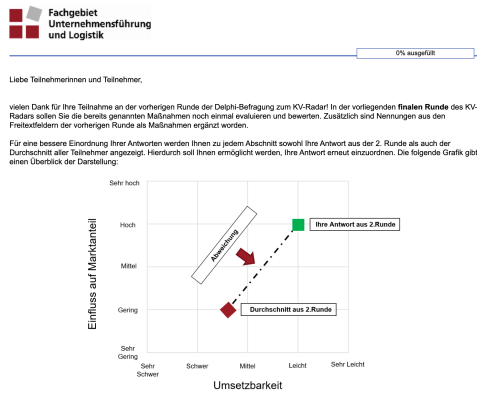 Fachgebiet
Unternehmensführung
und Logistik
0% ausgefüllt
Liebe Teilnehmerinnen und Teilnehmer,
vielen Dank für Ihre Teilnahme an der vorherigen Runde der Delphi-Befragung zum KV-Radar! In der vorliegenden finalen Runde des KV-
Radars sollen Sie die bereits genannten Maßnahmen noch einmal evaluieren und bewerten. Zusätzlich sind Nennungen aus den
Freitextfeldern der vorherigen Runde als Maßnahmen ergänzt worden.
Für eine bessere Einordnung Ihrer Antworten werden Ihnen zu jedem Abschnitt sowohl Ihre Antwort aus der 2. Runde als auch der
Durchschnitt aller Teilnehmer angezeigt. Hierdurch soll Ihnen ermöglicht werden, Ihre Antwort erneut einzuordnen. Die folgende Grafik gibt
einen Überblick der Darstellung:
Sehr hoch
Hoch
Mittel
Gering
Sehr
Gering
Einfluss auf Marktanteil
Abweichung
Ihre Antwort aus 2.Runde
Durchschnitt aus 2.Runde
Sehr
Schwer
Schwer
Mittel
Leicht
Sehr Leicht
Umsetzbarkeit